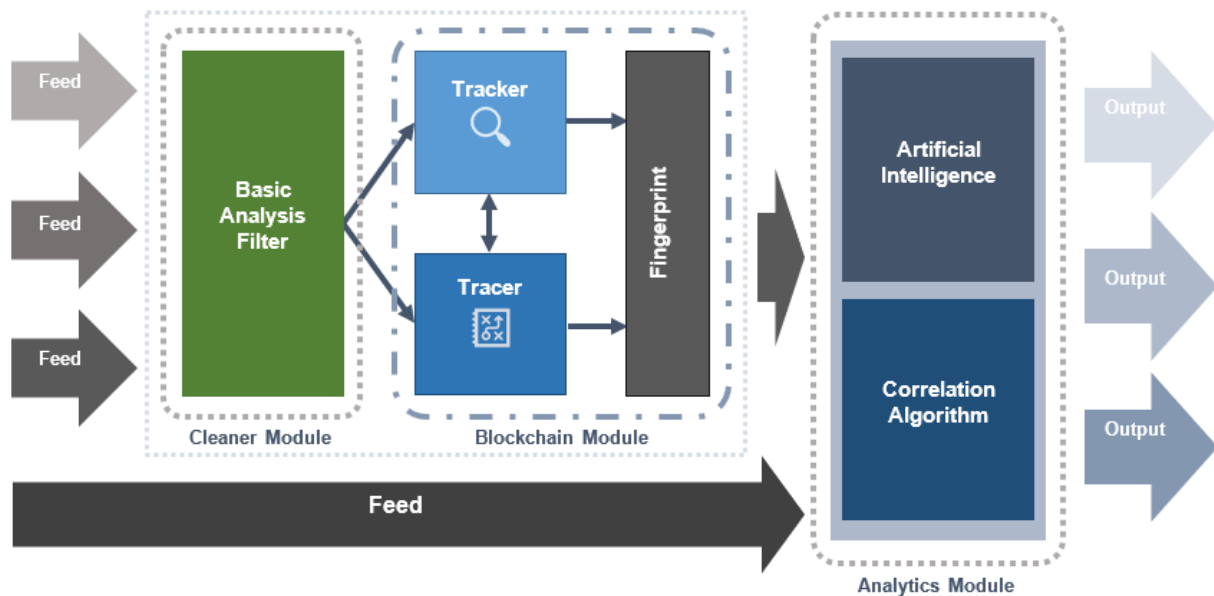 Feed
Feed
Feed
Basic
Analysis
Filter
Cleaner Module
Tracker
Tracer
Fingerprint
Blockchain Module
Feed
Artificial
Intelligence
Correlation
Algorithm
Analytics Module
Output
Output
Output